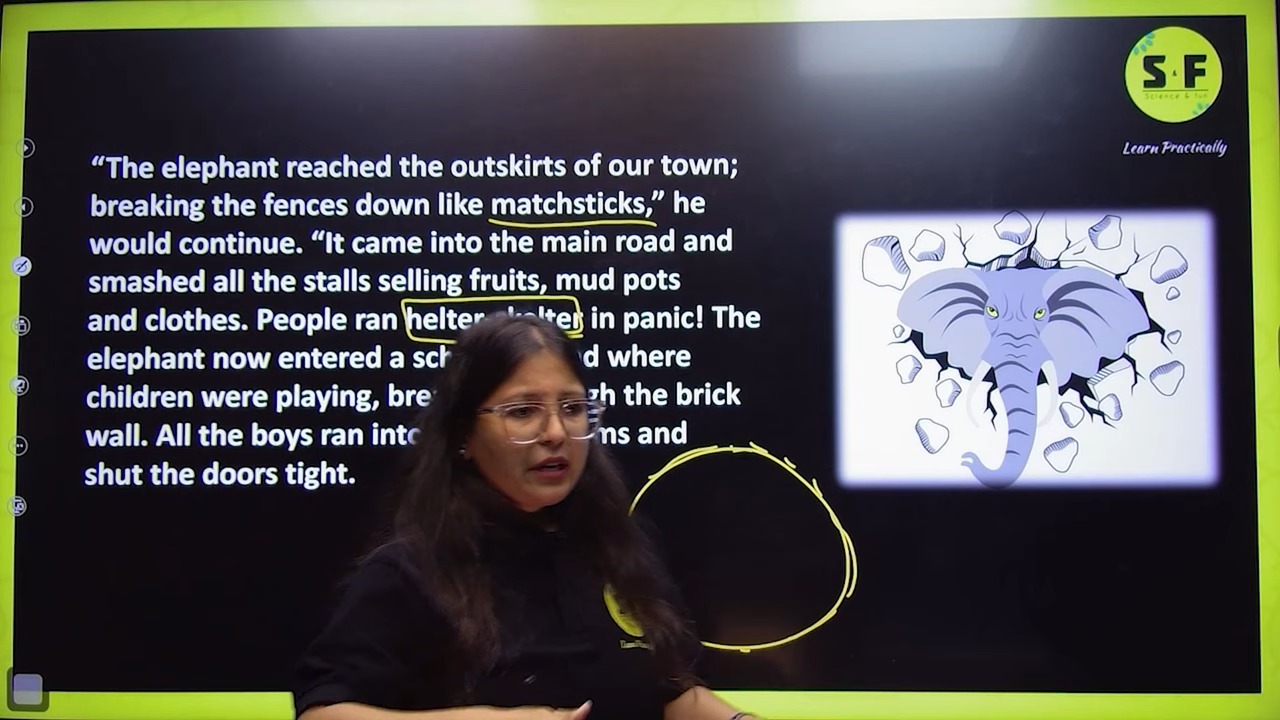 “The elephant reached the outskirts of our town;
breaking the fences down like matchsticks,” he
would continue. “It came into the main road and
smashed all the stalls selling fruits, mud pots
and clothes. People ran helter in panic! The
elephant now entered a where
children were playing, the brick
wall. All the boys ran and
shut the doors tight.
S&F
Science & fun
Learn Practically